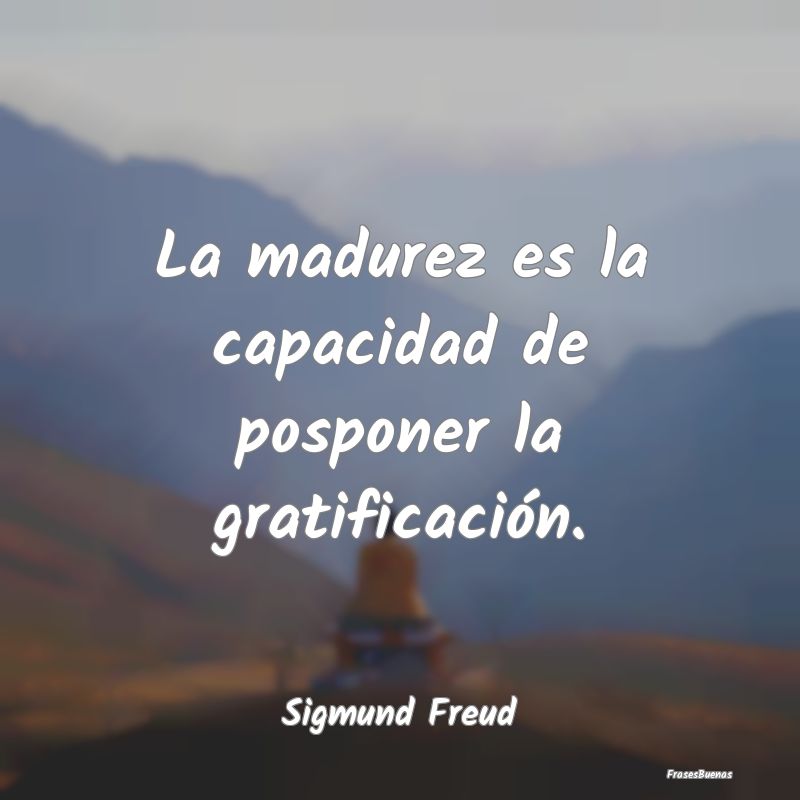 La madurez es la
capacidad de
posponer la
gratificación.
Sigmund Freud
FrasesBuenas